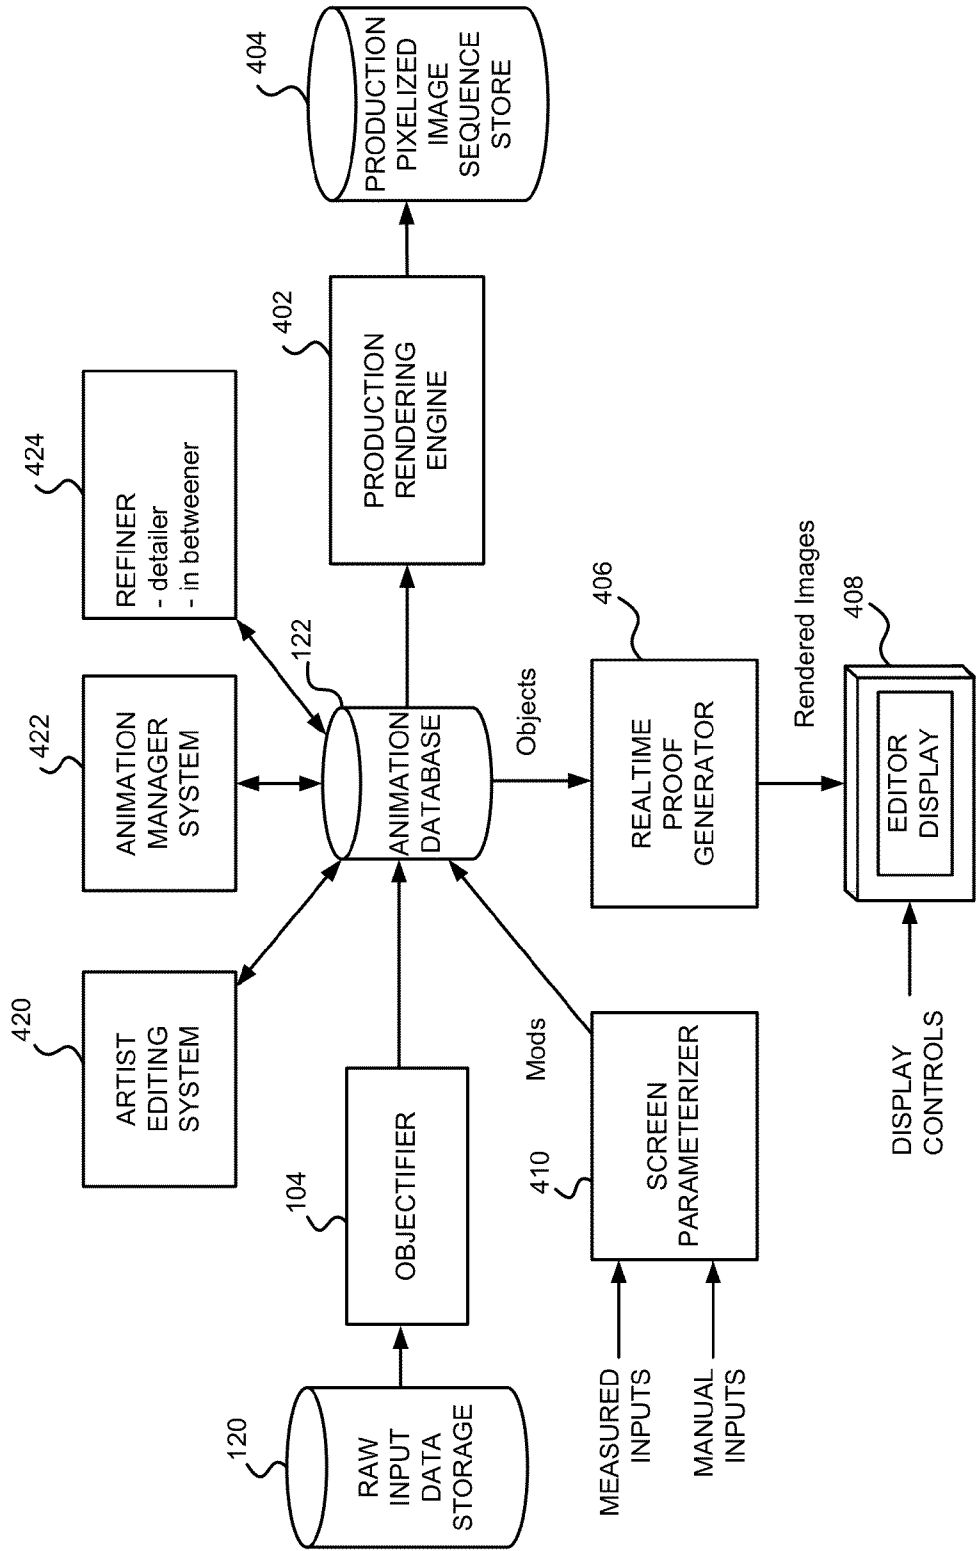 420
ARTIST
EDITING
SYSTEM
422
ANIMATION
MANAGER
SYSTEM
424
REFINER
- detailer
- in betweener
120
RAW
INPUT
DATA
STORAGE
104
OBJECTIFIER
122
ANIMATION
DATABASE
402
PRODUCTION
RENDERING
ENGINE
404
PRODUCTION
PIXELIZED
IMAGE
SEQUENCE
STORE
Mods
Objects
MEASURED
INPUTS
MANUAL
INPUTS
410
SCREEN
PARAMETERIZER
406
REALTIME
PROOF
GENERATOR
Rendered Images
DISPLAY
CONTROLS
408
EDITOR
DISPLAY